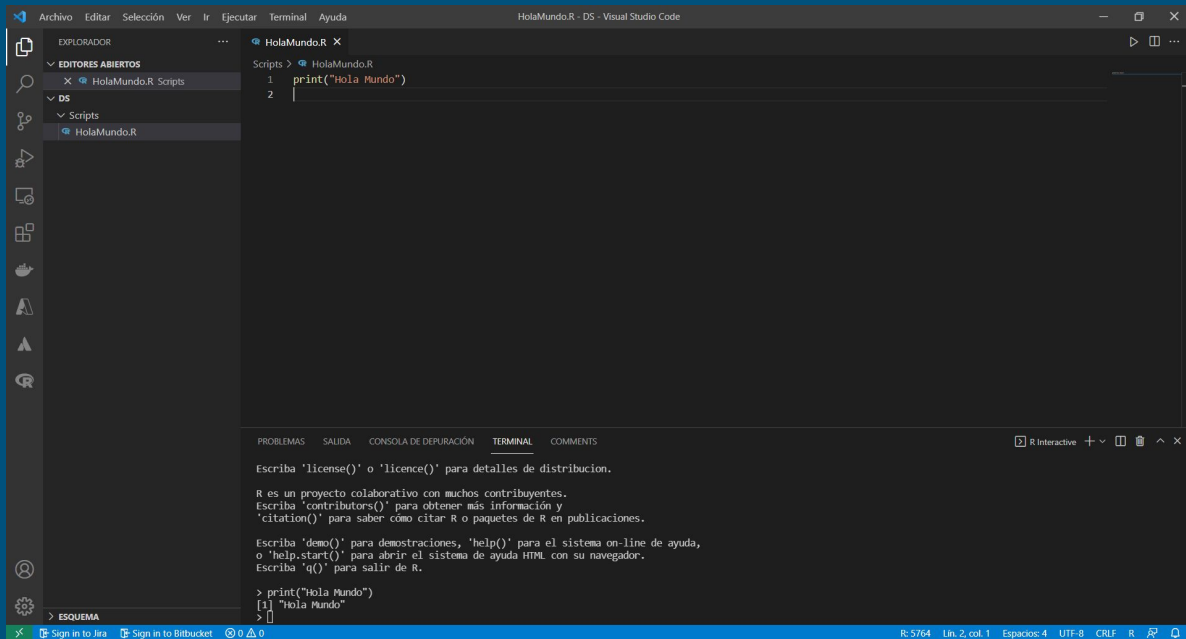 Archivo Editar Selección Ver Ir Ejecutar Terminal Ayuda
HolaMundo.R - DS - Visual Studio Code
EXPLORADOR
EDITORES ABIERTOS
HolaMundo.R Scripts
DS
Scripts
HolaMundo.R
ESQUEMA
HolaMundo.R
Scripts > HolaMundo.R
1 print("Hola Mundo")
2
PROBLEMAS SALIDA CONSOLA DE DEPURACIÓN TERMINAL COMMENTS
R Interactive
Escriba 'license()' o 'licence()' para detalles de distribucion.
R es un proyecto colaborativo con muchos contribuyentes.
Escriba 'contributors()' para obtener más información y
'citation()' para saber cómo citar R o paquetes de R en publicaciones.
Escriba 'demo()' para demostraciones, 'help()' para el sistema on-line de ayuda,
o 'help.start()' para abrir el sistema de ayuda HTML con su navegador.
Escriba 'q()' para salir de R.
> print("Hola Mundo")
[1] "Hola Mundo"
>
Sign in to Jira Sign in to Bitbucket 0 0
R: 5764 Lín. 2, col. 1 Espacios: 4 UTF-8 CRLF R